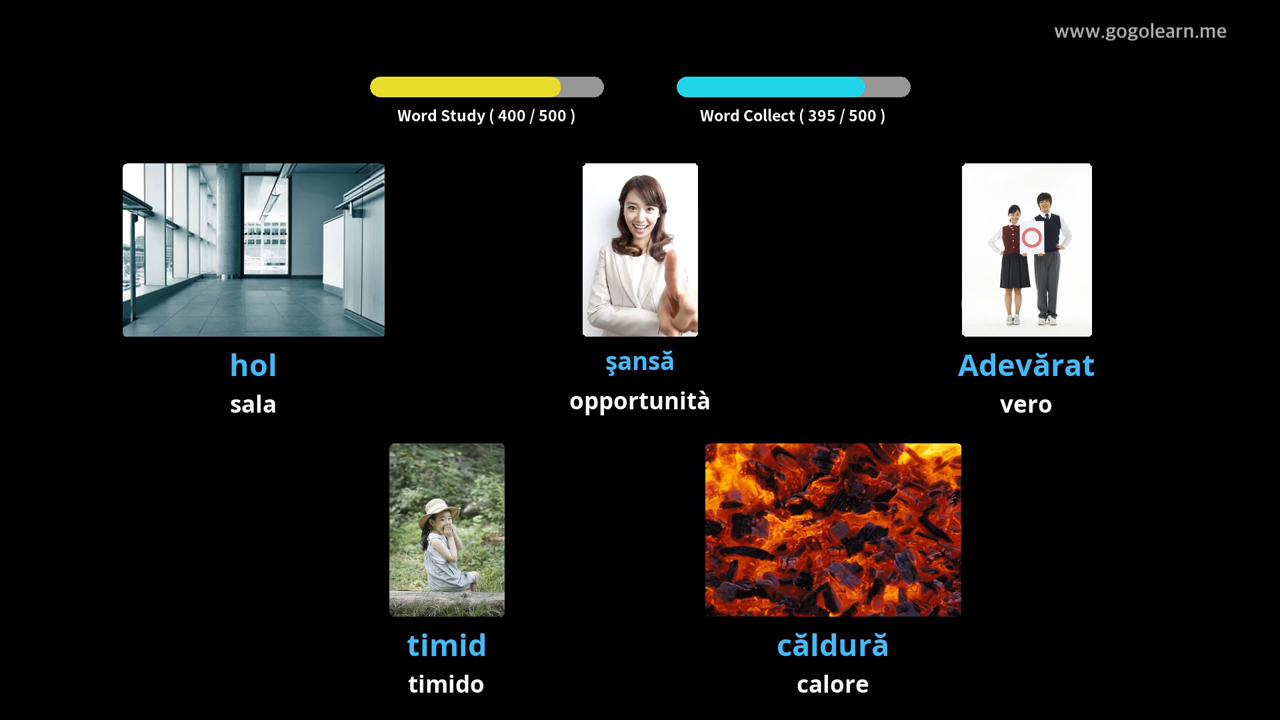 www.gogolearn.me
Word Study ( 400 / 500 )
Word Collect ( 395 / 500 )
hol
sala
şansă
opportunità
Adevărat
vero
timid
timido
căldură
calore